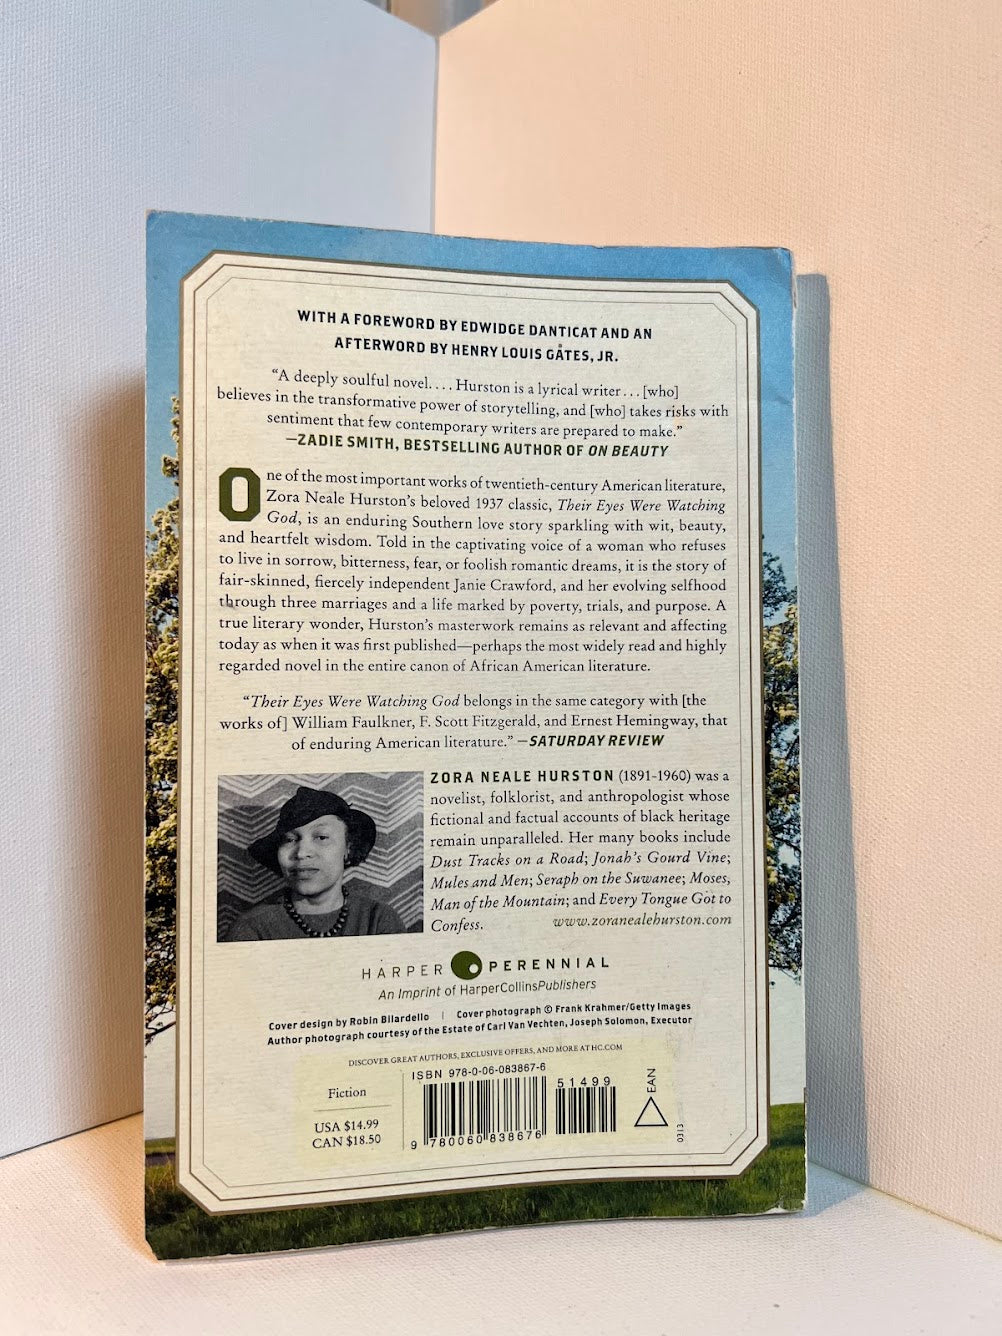 WITH A FOREWORD BY EDWIDGE DANTICAT AND AN
AFTERWORD BY HENRY LOUIS GATES, JR.
“A deeply soulful novel. . . . Hurston is a lyrical writer . . . [who]
believes in the transformative power of storytelling, and [who] takes risks with
sentiment that few contemporary writers are prepared to make.”
—ZADIE SMITH, BESTSELLING AUTHOR OF ON BEAUTY
One of the most important works of twentieth-century American literature,
Zora Neale Hurston’s beloved 1937 classic, Their Eyes Were Watching
God, is an enduring Southern love story sparkling with wit, beauty,
and heartfelt wisdom. Told in the captivating voice of a woman who refuses
to live in sorrow, bitterness, fear, or foolish romantic dreams, it is the story of
fair-skinned, fiercely independent Janie Crawford, and her evolving selfhood
through three marriages and a life marked by poverty, trials, and purpose. A
true literary wonder, Hurston’s masterwork remains as relevant and affecting
today as when it was first published—perhaps the most widely read and highly
regarded novel in the entire canon of African American literature.
“Their Eyes Were Watching God belongs in the same category with [the
works of] William Faulkner, F. Scott Fitzgerald, and Ernest Hemingway, that
of enduring American literature.” —SATURDAY REVIEW
ZORA NEALE HURSTON (1891–1960) was a
novelist, folklorist, and anthropologist whose
fictional and factual accounts of black heritage
remain unparalleled. Her many books include
Dust Tracks on a Road; Jonah’s Gourd Vine;
Mules and Men; Seraph on the Suwanee; Moses,
Man of the Mountain; and Every Tongue Got to
Confess. www.zoranealehurston.com
HARPER PERENNIAL
An Imprint of HarperCollinsPublishers
Cover design by Robin Bilardello | Cover photograph © Frank Krahmer/Getty Images
Author photograph courtesy of the Estate of Carl Van Vechten, Joseph Solomon, Executor
DISCOVER GREAT AUTHORS, EXCLUSIVE OFFERS, AND MORE AT HC.COM
Fiction
USA $14.99
CAN $18.50
ISBN 978-0-06-083867-6
51499
9 780060 838676
EAN
0313